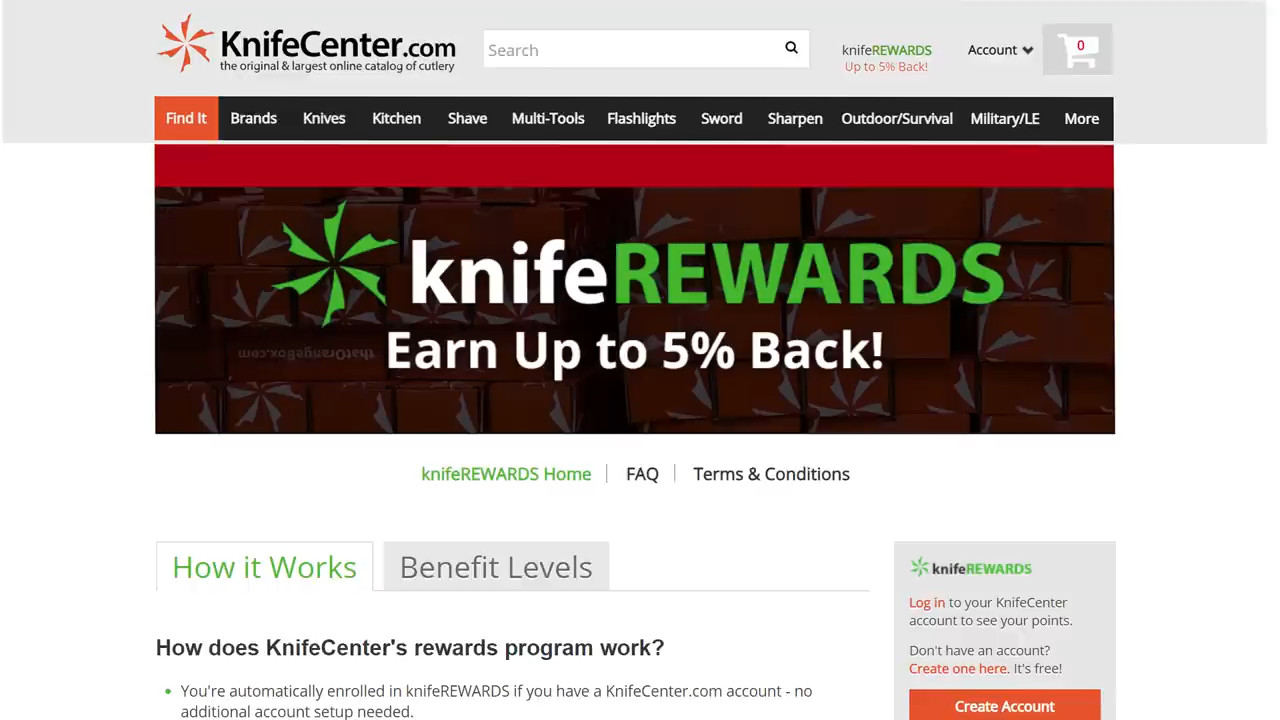 KnifeCenter.com
the original & largest online catalog of cutlery
Search
knifeREWARDS
Up to 5% Back!
Account
0
Find It
Brands
Knives
Kitchen
Shave
Multi-Tools
Flashlights
Sword
Sharpen
Outdoor/Survival
Military/LE
More
knifeREWARDS
Earn Up to 5% Back!
thatOrangeBox.com
knifeREWARDS Home
FAQ
Terms & Conditions
How it Works
Benefit Levels
How does KnifeCenter's rewards program work?
You're automatically enrolled in knifeREWARDS if you have a KnifeCenter.com account - no
additional account setup needed.
knifeREWARDS
Log in to your KnifeCenter
account to see your points.
Don't have an account?
Create one here. It's free!
Create Account